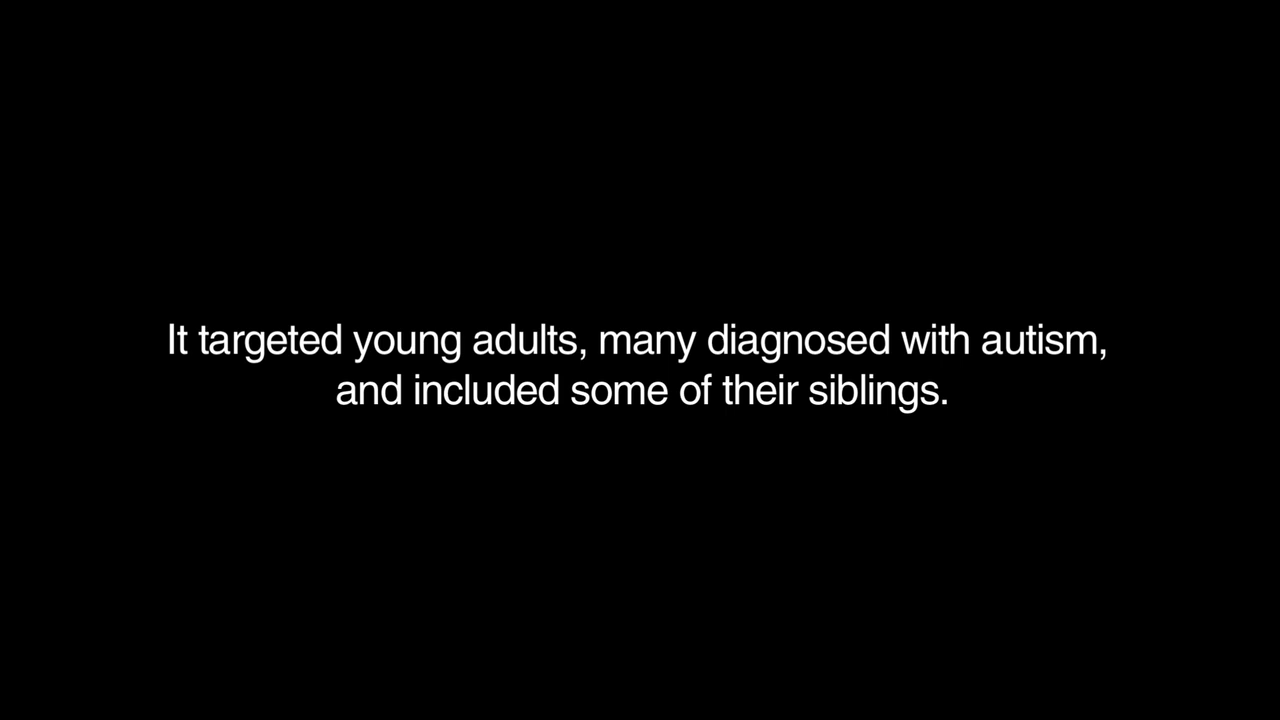 It targeted young adults, many diagnosed with autism,
and included some of their siblings.